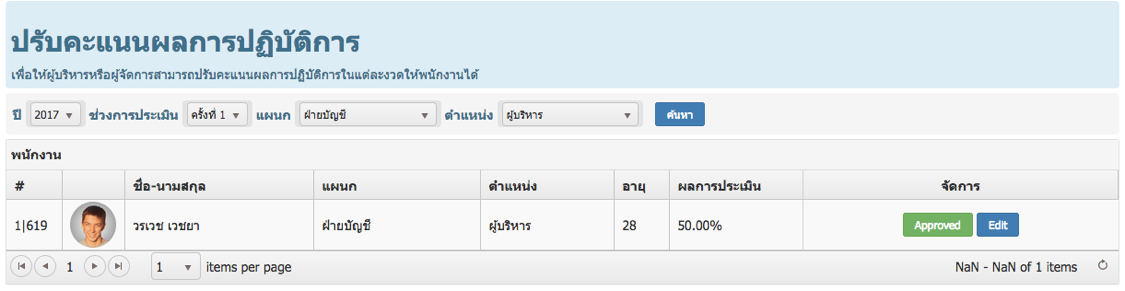 ปรับคะแนนผลการปฏิบัติการ
เพื่อให้ผู้บริหารหรือผู้จัดการสามารถปรับคะแนนผลการปฏิบัติการในแต่ละงวดให้พนักงานได้
ปี 2017 ช่วงการประเมิน ครั้งที่ 1 แผนก ฝ่ายบัญชี ตำแหน่ง ผู้บริหาร ค้นหา
พนักงาน
# ชื่อ-นามสกุล แผนก ตำแหน่ง อายุ ผลการประเมิน จัดการ
1|619 วรเวช เวชยา ฝ่ายบัญชี ผู้บริหาร 28 50.00% Approved Edit
1 1 items per page NaN - NaN of 1 items